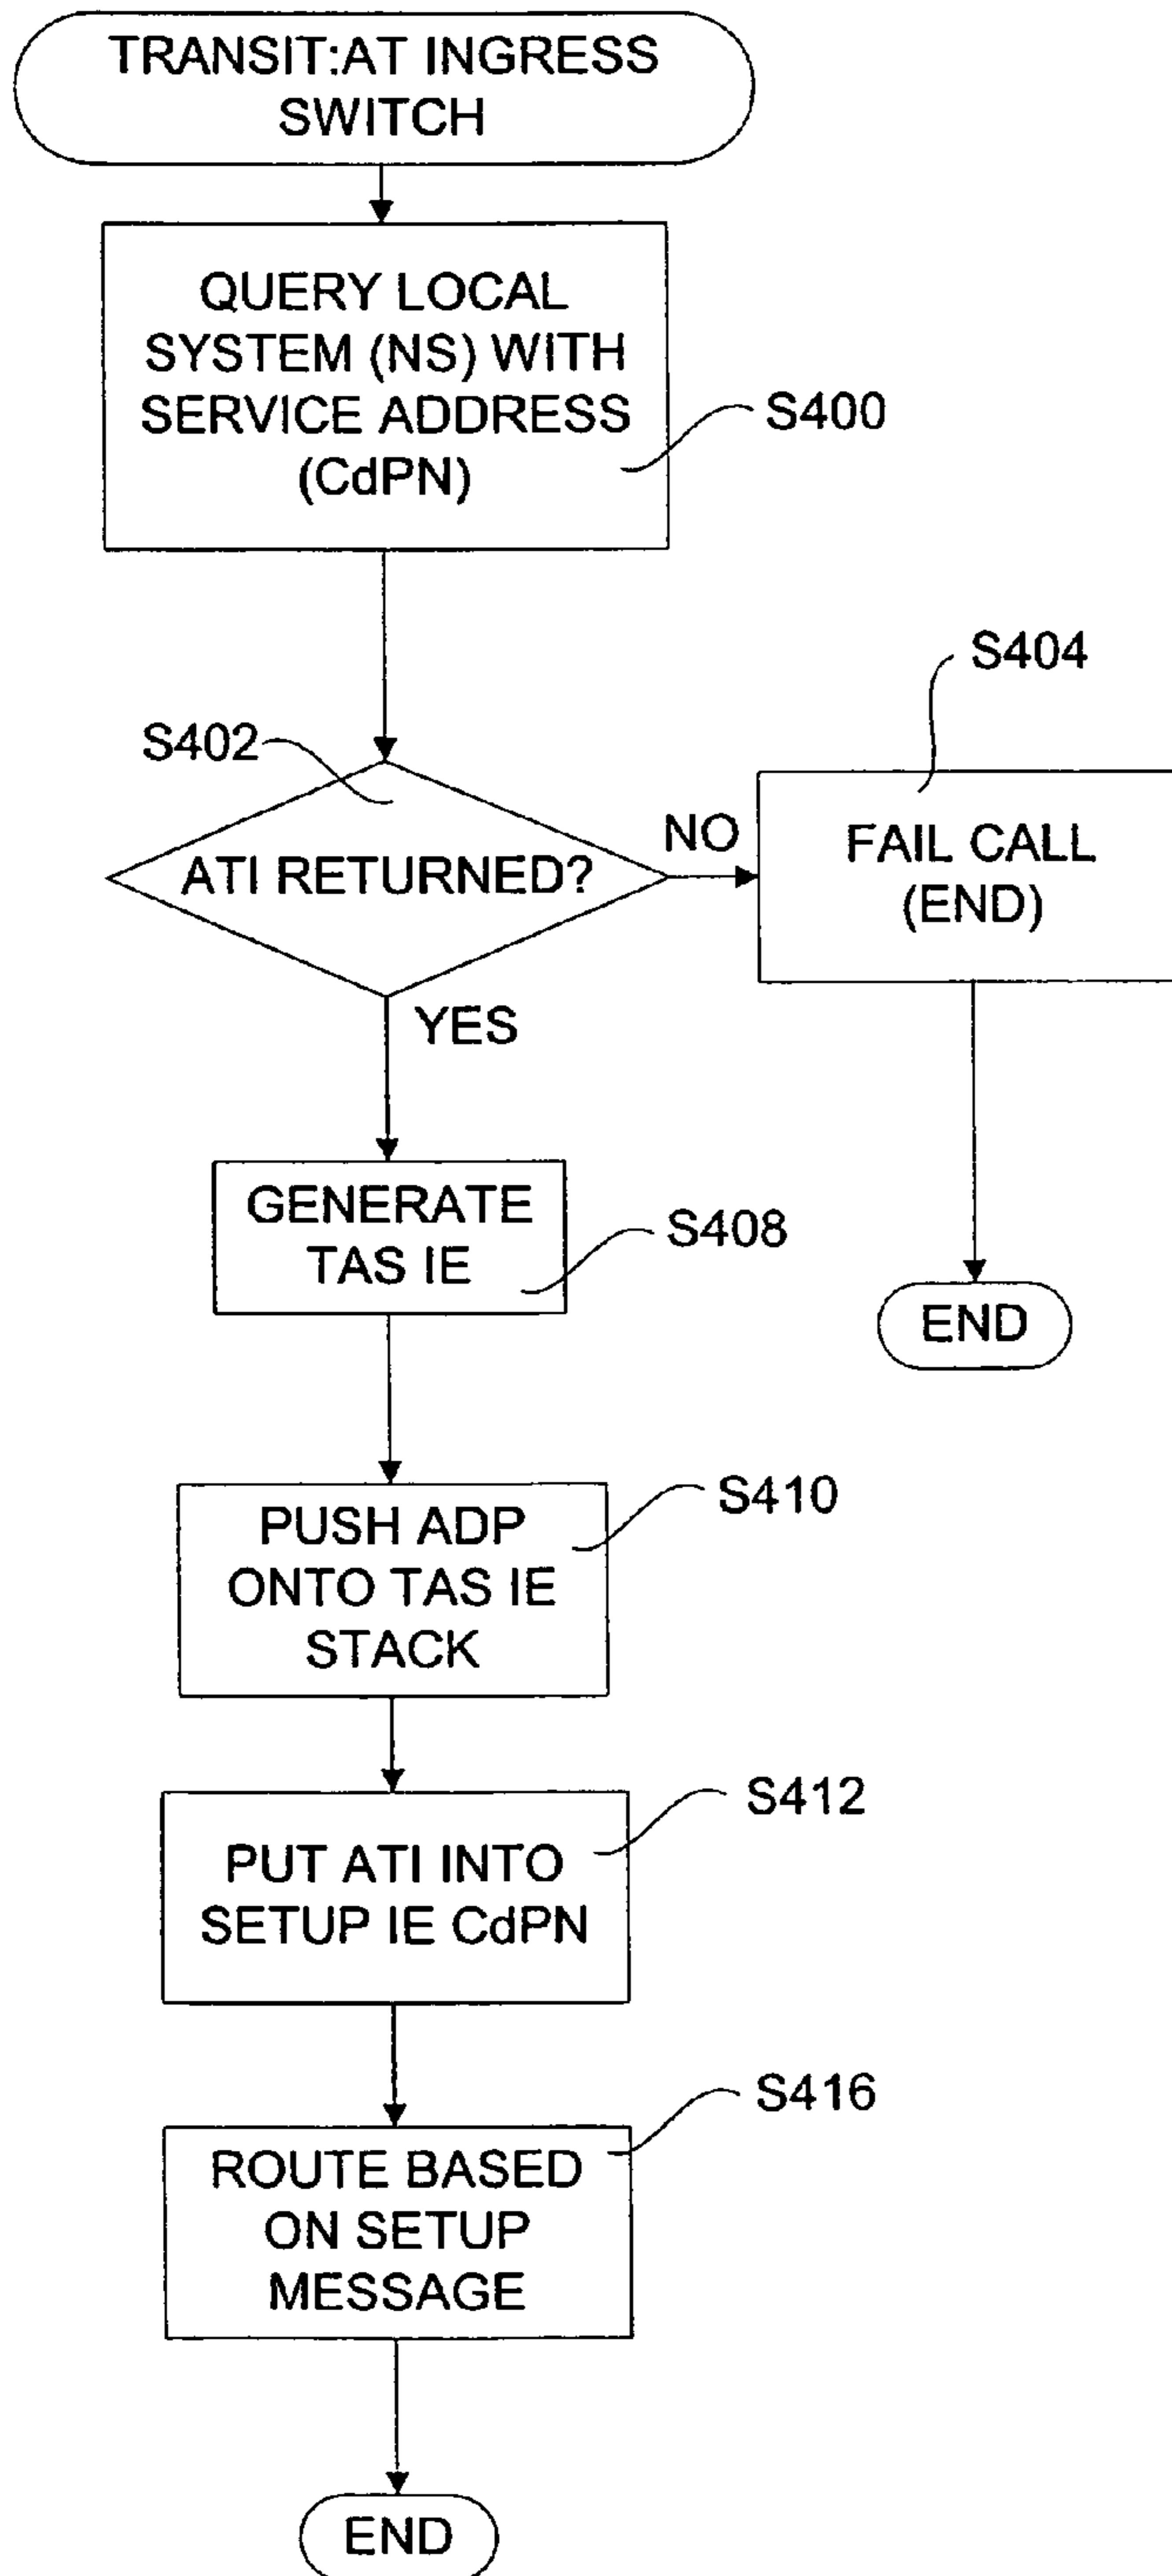 TRANSIT:AT INGRESS
SWITCH
QUERY LOCAL
SYSTEM (NS) WITH
SERVICE ADDRESS
(CdPN)
S400
S404
S402
ATI RETURNED?
NO
FAIL CALL
(END)
YES
GENERATE
TAS IE
S408
END
PUSH ADP
ONTO TAS IE
STACK
S410
PUT ATI INTO
SETUP IE CdPN
S412
ROUTE BASED
ON SETUP
MESSAGE
S416
END